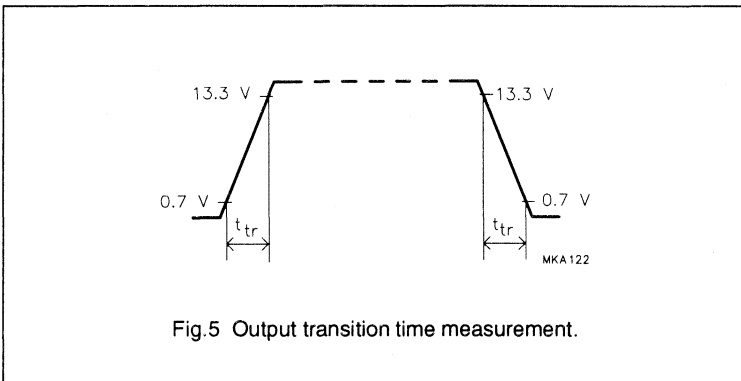 13.3 V
13.3 V
0.7 V
0.7 V
t_tr
t_tr
MKA122
Fig.5 Output transition time measurement.